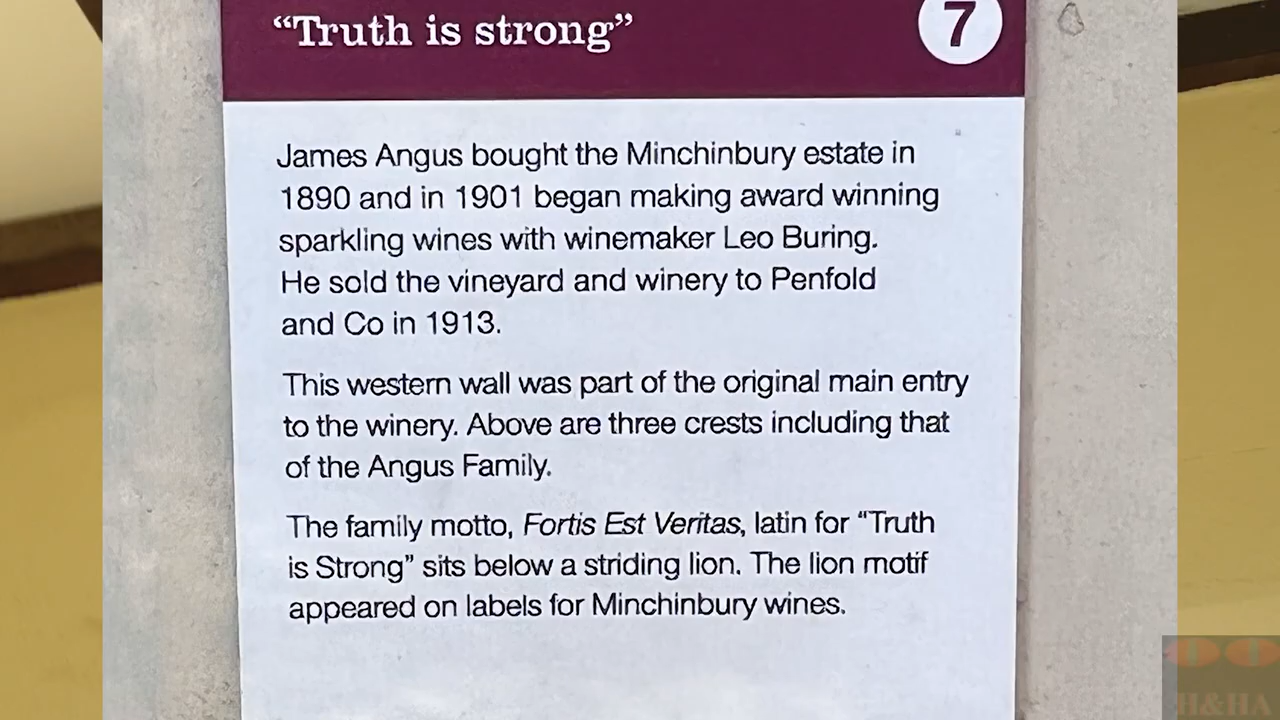 “Truth is strong”
7
James Angus bought the Minchinbury estate in
1890 and in 1901 began making award winning
sparkling wines with winemaker Leo Buring.
He sold the vineyard and winery to Penfold
and Co in 1913.
This western wall was part of the original main entry
to the winery. Above are three crests including that
of the Angus Family.
The family motto, Fortis Est Veritas, latin for “Truth
is Strong” sits below a striding lion. The lion motif
appeared on labels for Minchinbury wines.
H&HA